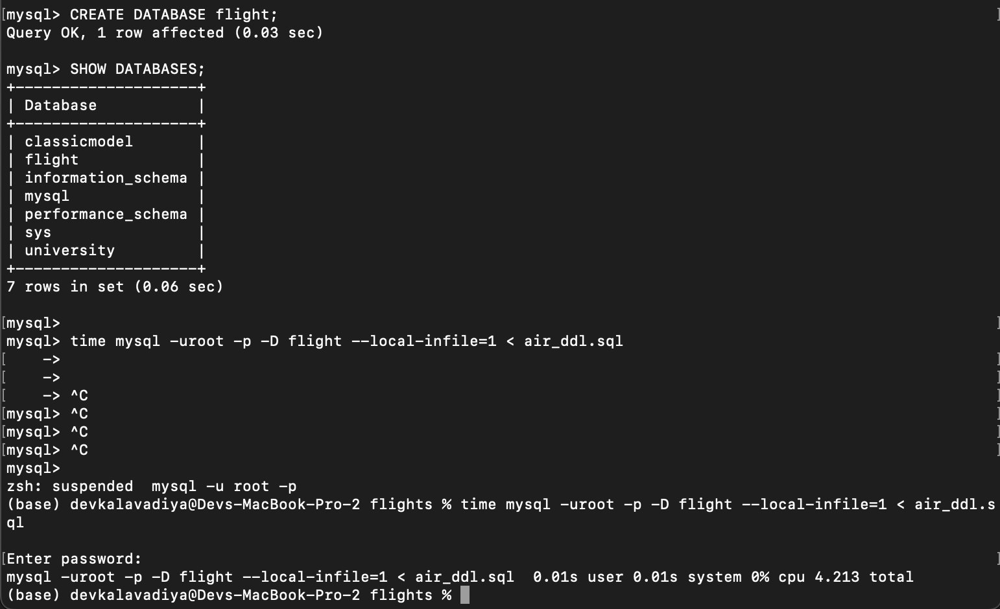 [mysql> CREATE DATABASE flight; ]
Query OK, 1 row affected (0.03 sec)
mysql> SHOW DATABASES;
+--------------------+
| Database           |
+--------------------+
| classicmodel       |
| flight             |
| information_schema |
| mysql              |
| performance_schema |
| sys                |
| university         |
+--------------------+
7 rows in set (0.06 sec)
[mysql> ]
mysql> time mysql -uroot -p -D flight --local-infile=1 < air_ddl.sql
[    -> ]
[    -> ]
[    -> ^C ]
[mysql> ^C ]
[mysql> ^C ]
[mysql> ^C ]
mysql>
zsh: suspended  mysql -u root -p
(base) devkalavadiya@Devs-MacBook-Pro-2 flights % time mysql -uroot -p -D flight --local-infile=1 < air_ddl.s
ql
[Enter password: ]
mysql -uroot -p -D flight --local-infile=1 < air_ddl.sql  0.01s user 0.01s system 0% cpu 4.213 total
(base) devkalavadiya@Devs-MacBook-Pro-2 flights %